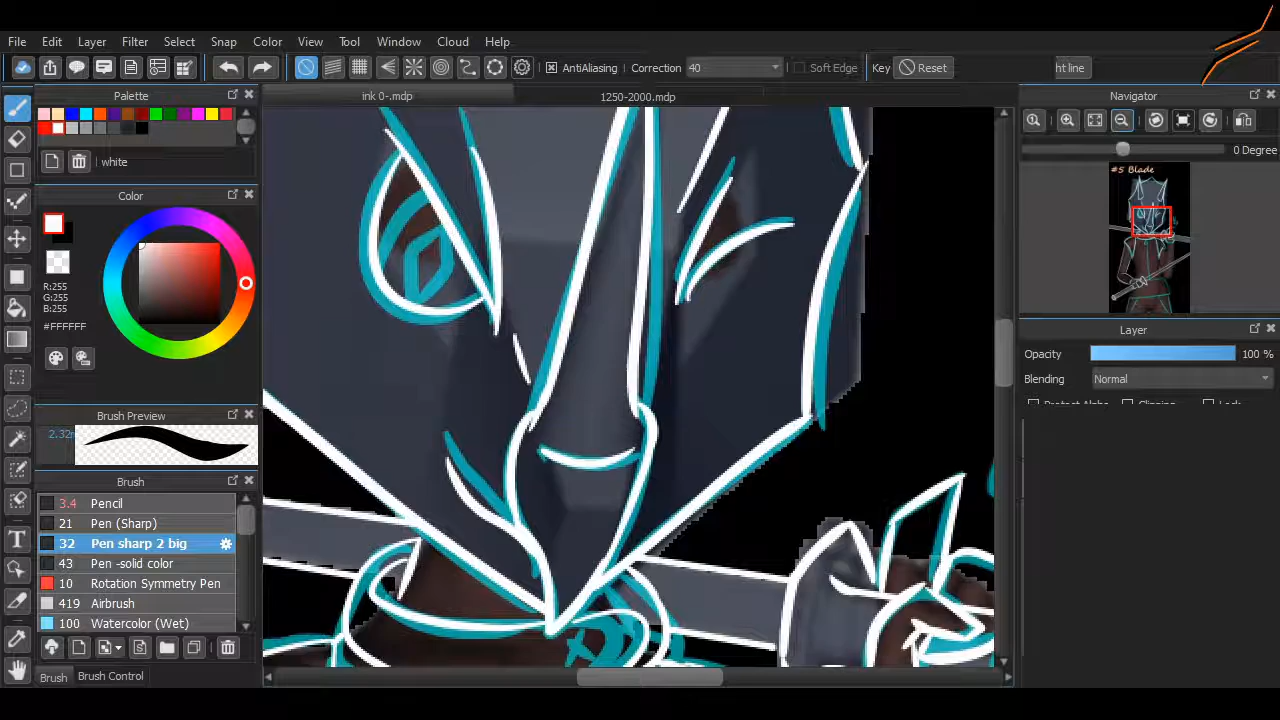 File Edit Layer Filter Select Snap Color View Tool Window Cloud Help
AntiAliasing Correction 40 Soft Edge Key Reset ht line
Palette
ink 0-.mdp
1250-2000.mdp
Navigator
white
0 Degree
Color
#5 Blade
R:255
G:255
B:255
#FFFFFF
Layer
Opacity 100 %
Blending Normal
Protect Alpha Clipping Lock
Brush Preview
2.32
Brush
3.4 Pencil
21 Pen (Sharp)
32 Pen sharp 2 big
43 Pen -solid color
10 Rotation Symmetry Pen
419 Airbrush
100 Watercolor (Wet)
Brush Brush Control